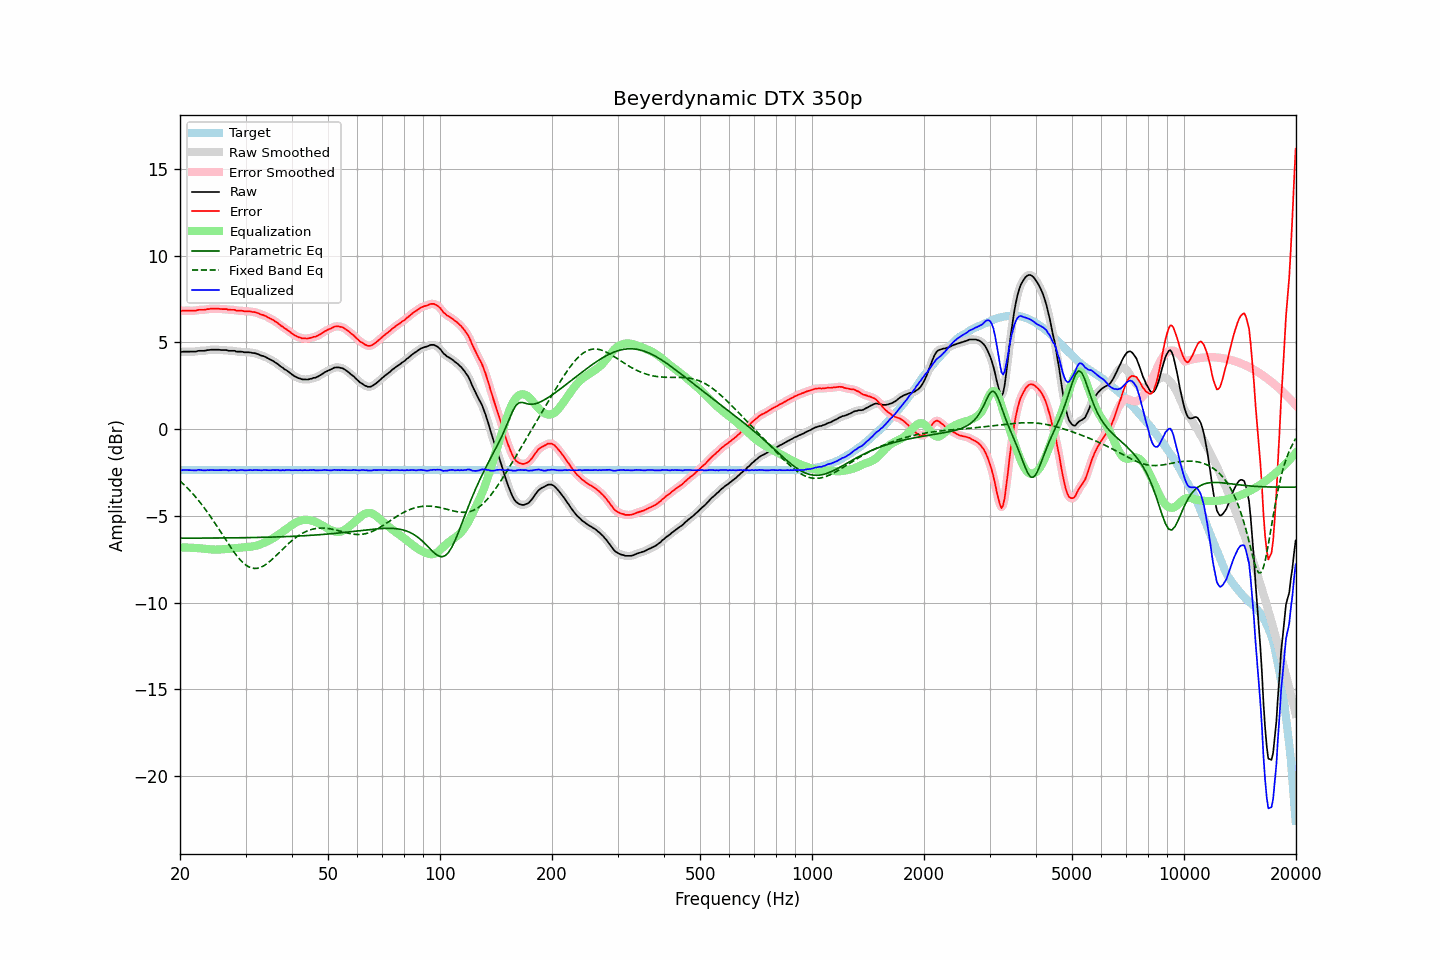 Beyerdynamic DTX 350p
Target
Raw Smoothed
Error Smoothed
Raw
Error
Equalization
Parametric Eq
Fixed Band Eq
Equalized
Amplitude (dBr)
15
10
5
0
−5
−10
−15
−20
20 50 100 200 500 1000 2000 5000 10000 20000
Frequency (Hz)